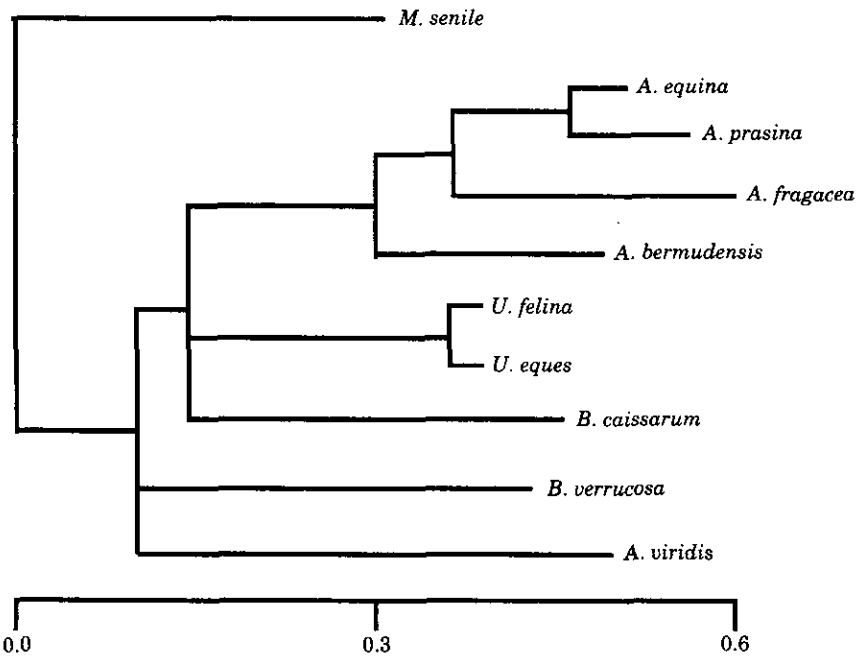 M. senile
A. equina
A. prasina
A. fragacea
A. bermudensis
U. felina
U. eques
B. caissarum
B. verrucosa
A. viridis
0.0 0.3 0.6